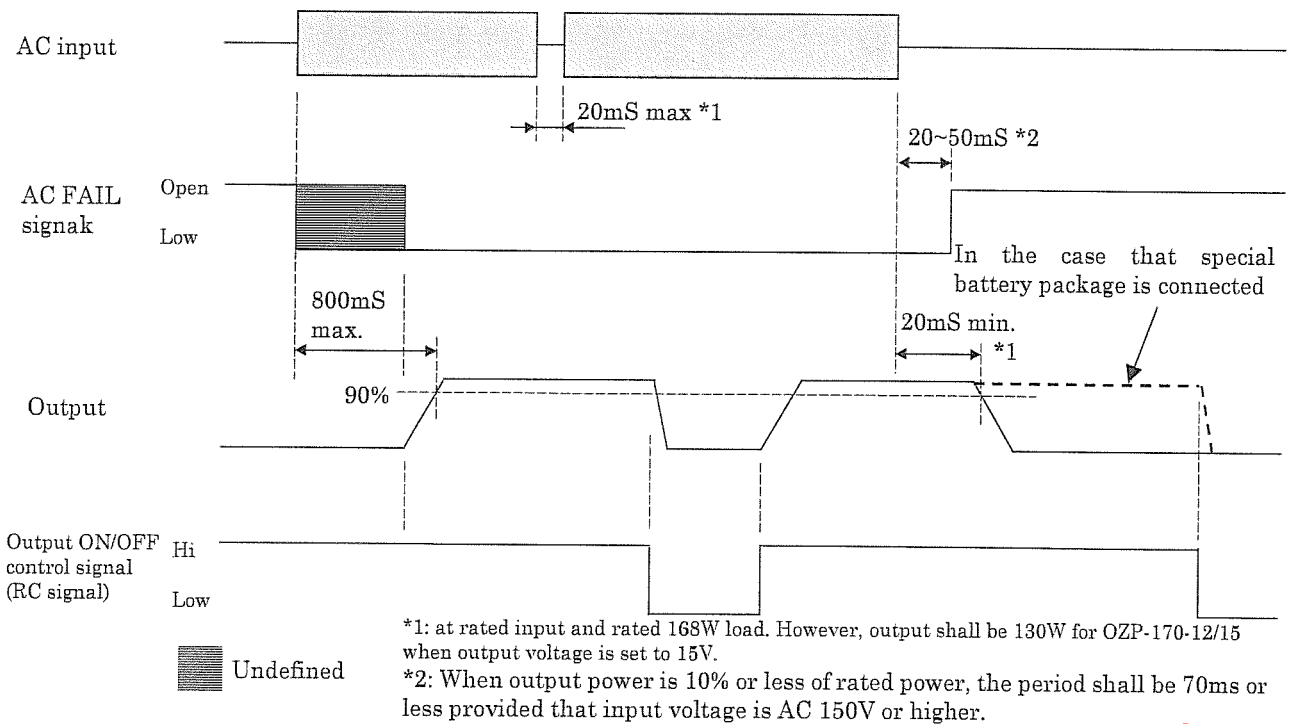 AC input
20mS max *1
20~50mS *2
AC FAIL
signak
Open
Low
In the case that special
battery package is connected
800mS
max.
20mS min.
*1
90%
Output
Output ON/OFF
control signal
(RC signal)
Hi
Low
*1: at rated input and rated 168W load. However, output shall be 130W for OZP-170-12/15
when output voltage is set to 15V.
Undefined
*2: When output power is 10% or less of rated power, the period shall be 70ms or
less provided that input voltage is AC 150V or higher.